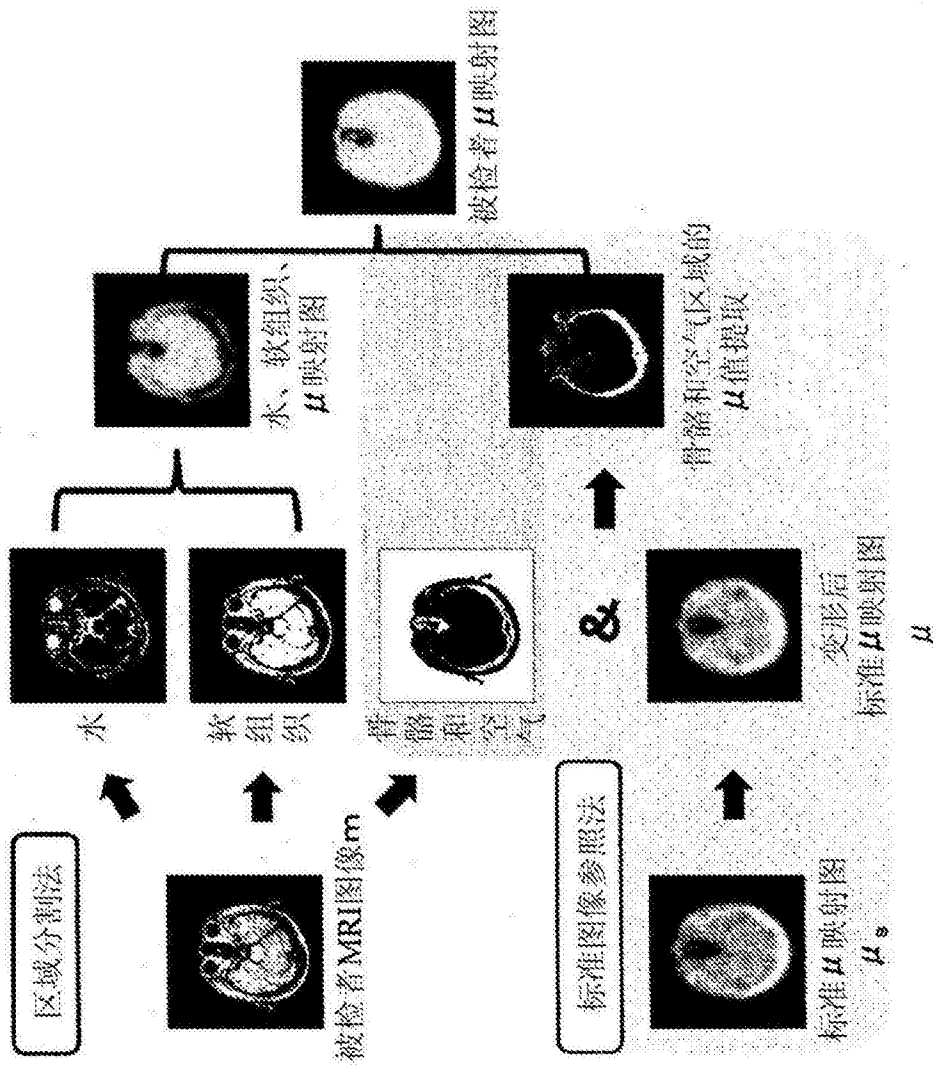 区域分割法
被检者MRI图像m
水
软组织
骨骼和空气
水、软组织、
μ映射图
被检者μ映射图
标准图像参照法
标准μ映射图
μs
&
变形后
标准μ映射图
μ
骨骼和空气区域的
μ值提取